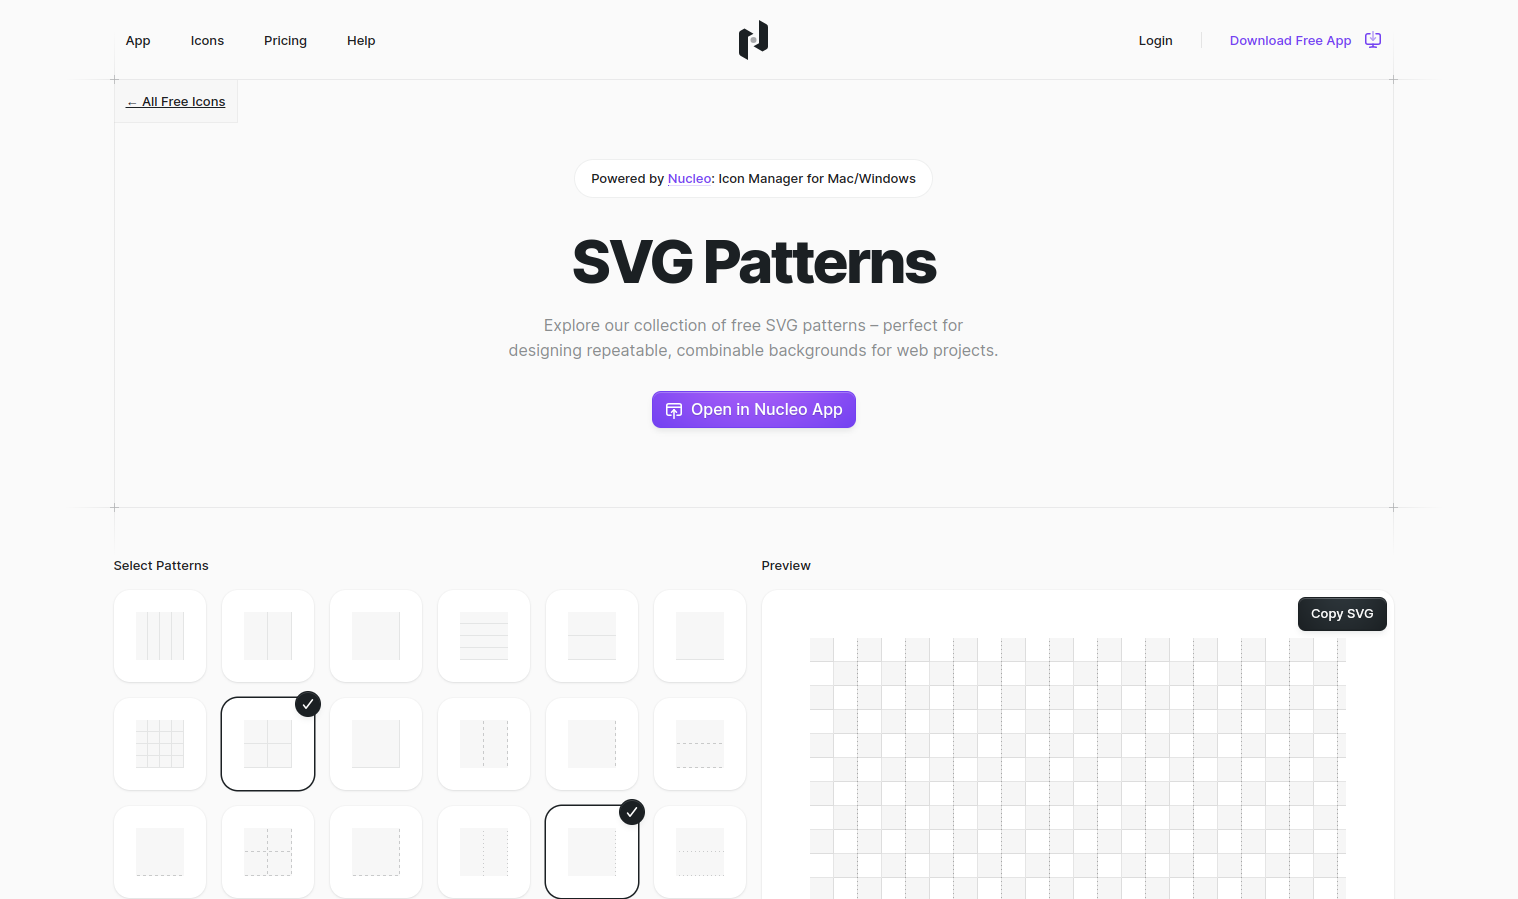 App
Icons
Pricing
Help
Login
Download Free App
← All Free Icons
Powered by Nucleo: Icon Manager for Mac/Windows
SVG Patterns
Explore our collection of free SVG patterns – perfect for
designing repeatable, combinable backgrounds for web projects.
Open in Nucleo App
Select Patterns
Preview
Copy SVG